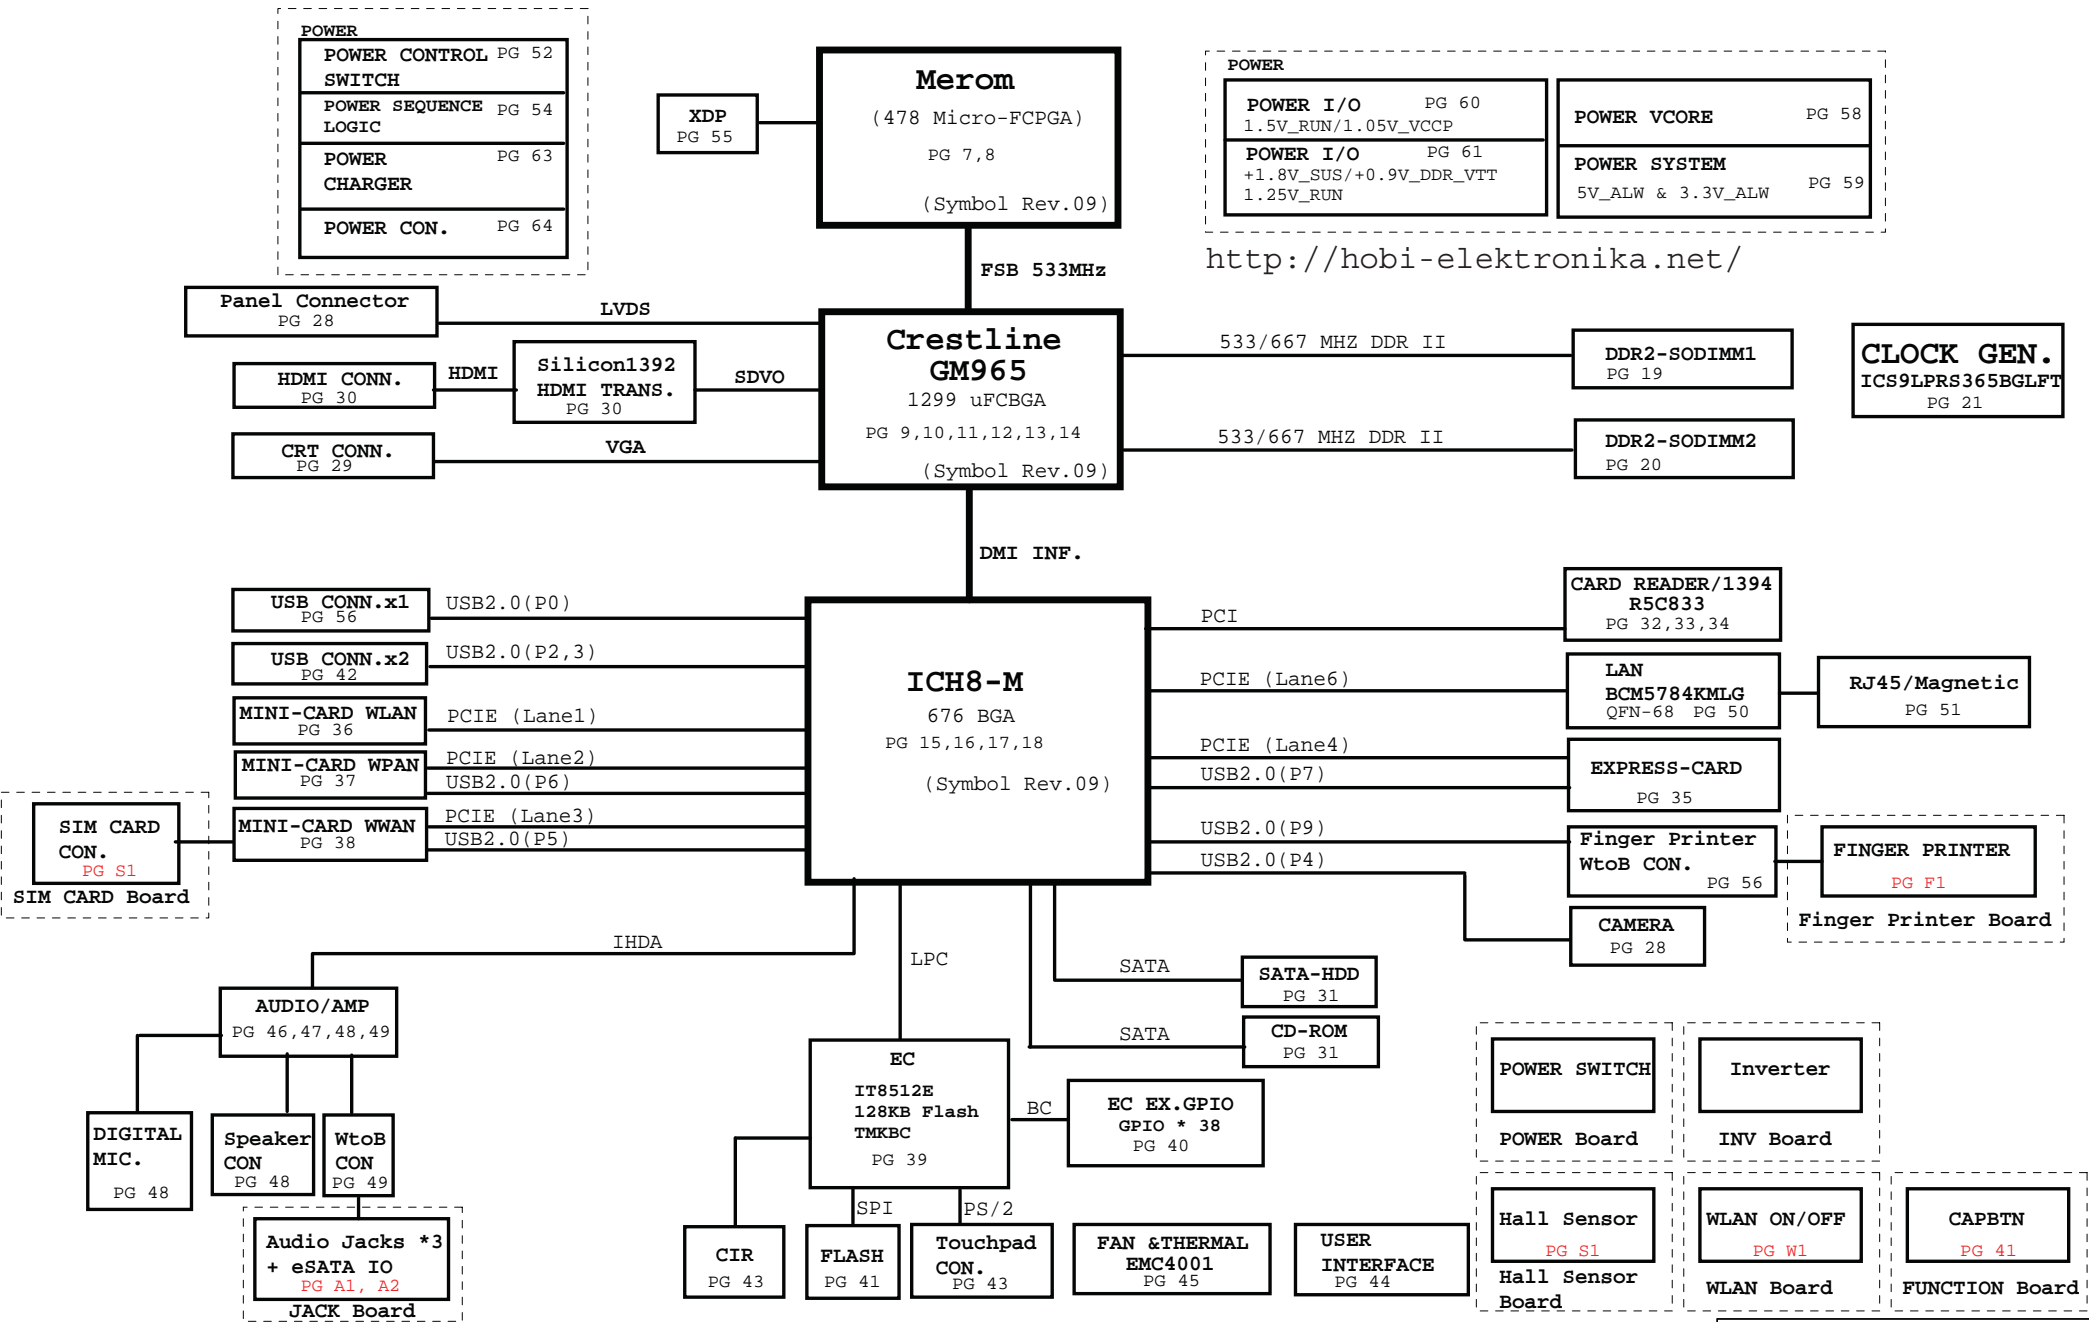 POWER
POWER CONTROL PG 52
SWITCH
POWER SEQUENCE PG 54
LOGIC
POWER PG 63
CHARGER
POWER CON. PG 64
XDP
PG 55
Merom
(478 Micro-FCPGA)
PG 7,8
(Symbol Rev.09)
POWER
POWER I/O PG 60
1.5V_RUN/1.05V_VCCP
POWER I/O PG 61
+1.8V_SUS/+0.9V_DDR_VTT
1.25V_RUN
POWER VCORE PG 58
POWER SYSTEM
5V_ALW & 3.3V_ALW PG 59
http://hobi-elektronika.net/
FSB 533MHz
Panel Connector
PG 28
LVDS
HDMI CONN.
PG 30
HDMI
Silicon1392
HDMI TRANS.
PG 30
SDVO
CRT CONN.
PG 29
VGA
Crestline
GM965
1299 uFCBGA
PG 9,10,11,12,13,14
(Symbol Rev.09)
533/667 MHZ DDR II
DDR2-SODIMM1
PG 19
533/667 MHZ DDR II
DDR2-SODIMM2
PG 20
CLOCK GEN.
ICS9LPRS365BGLFT
PG 21
DMI INF.
USB CONN.x1
PG 56
USB2.0(P0)
USB CONN.x2
PG 42
USB2.0(P2,3)
MINI-CARD WLAN
PG 36
PCIE (Lane1)
MINI-CARD WPAN
PG 37
PCIE (Lane2)
USB2.0(P6)
MINI-CARD WWAN
PG 38
PCIE (Lane3)
USB2.0(P5)
SIM CARD
CON.
PG S1
SIM CARD Board
ICH8-M
676 BGA
PG 15,16,17,18
(Symbol Rev.09)
PCI
CARD READER/1394
R5C833
PG 32,33,34
PCIE (Lane6)
LAN
BCM5784KMLG
QFN-68 PG 50
RJ45/Magnetic
PG 51
PCIE (Lane4)
USB2.0(P7)
EXPRESS-CARD
PG 35
USB2.0(P9)
Finger Printer
WtoB CON.
PG 56
FINGER PRINTER
PG F1
Finger Printer Board
USB2.0(P4)
CAMERA
PG 28
IHDA
LPC
SATA
SATA-HDD
PG 31
SATA
CD-ROM
PG 31
AUDIO/AMP
PG 46,47,48,49
DIGITAL
MIC.
PG 48
Speaker
CON
PG 48
WtoB
CON
PG 49
Audio Jacks *3
+ eSATA IO
PG A1, A2
JACK Board
EC
IT8512E
128KB Flash
TMKBC
PG 39
BC
EC EX.GPIO
GPIO * 38
PG 40
SPI
PS/2
CIR
PG 43
FLASH
PG 41
Touchpad
CON.
PG 43
FAN &THERMAL
EMC4001
PG 45
USER
INTERFACE
PG 44
POWER SWITCH
POWER Board
Inverter
INV Board
Hall Sensor
PG S1
Hall Sensor
Board
WLAN ON/OFF
PG W1
WLAN Board
CAPBTN
PG 41
FUNCTION Board